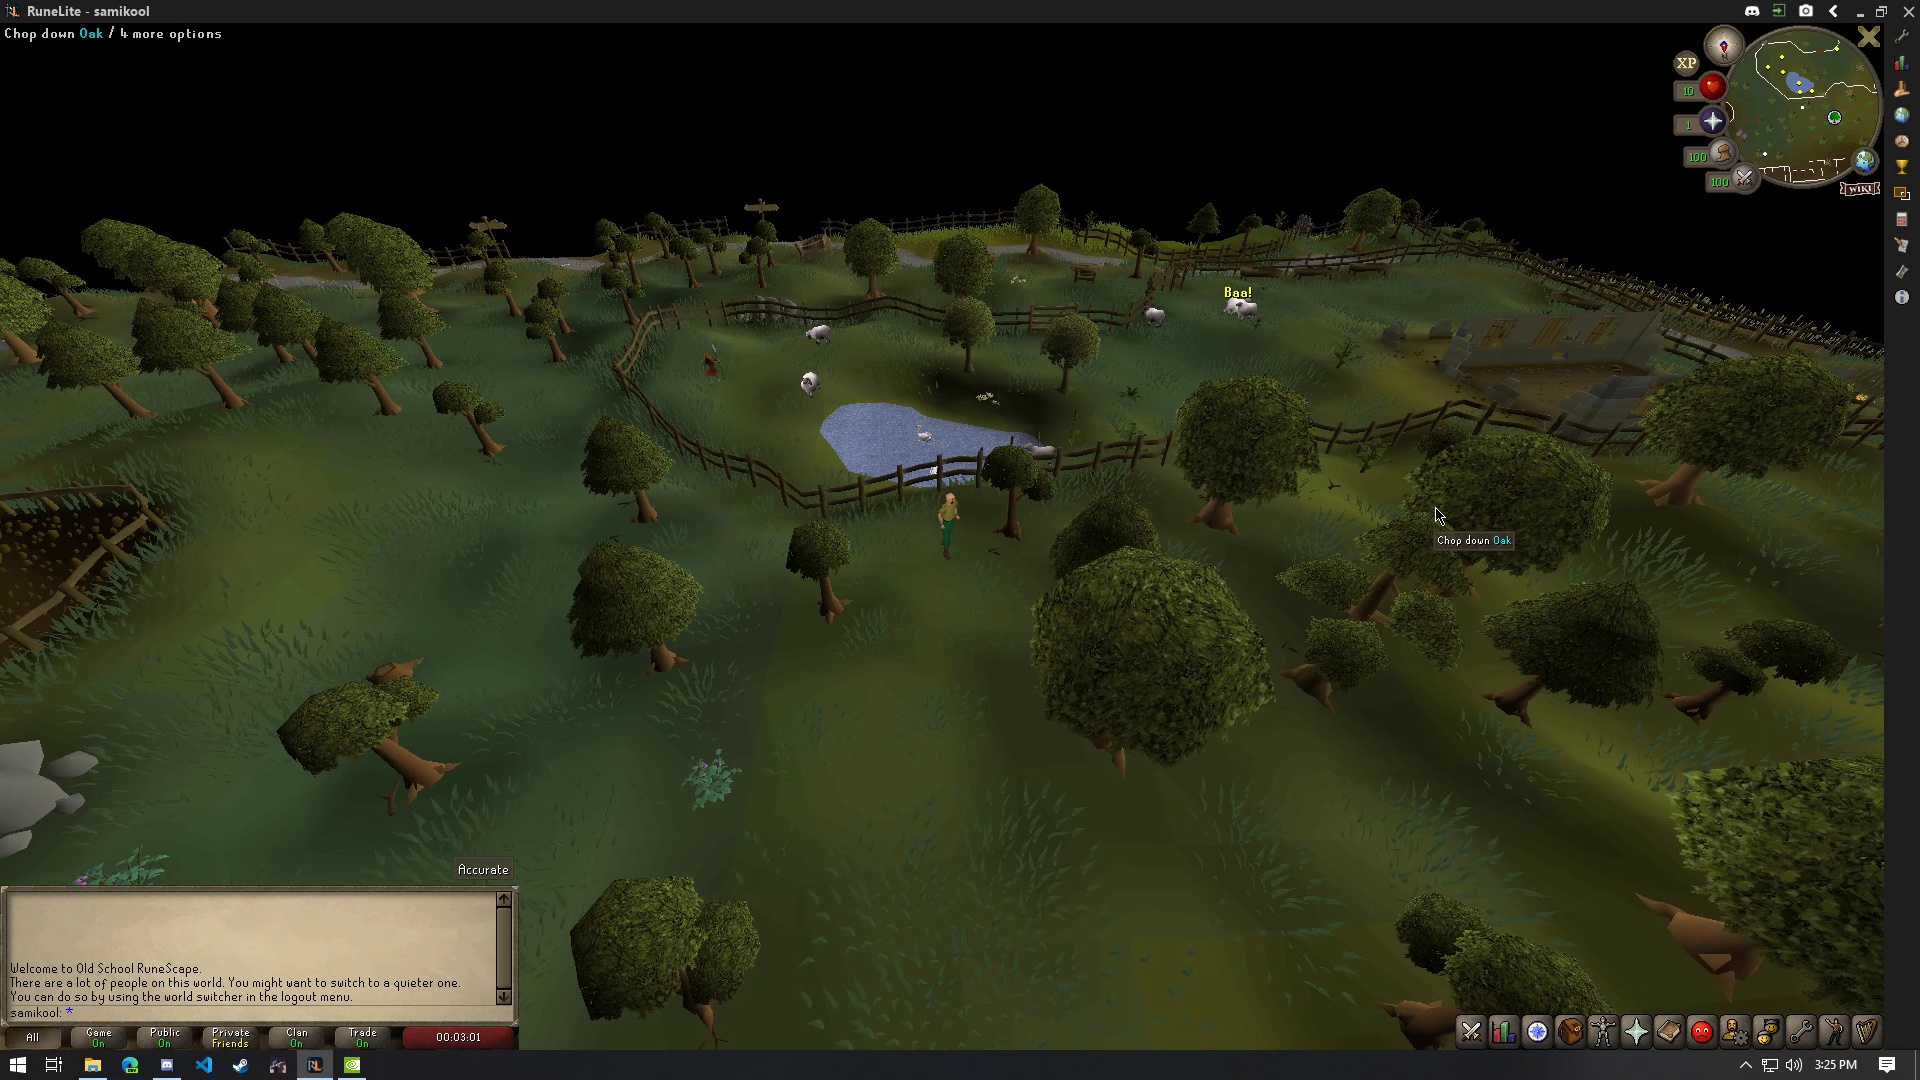 RuneLite - samikool
Chop down Oak / 4 more options
XP
10
1
100
100
WIKI
Baa!
Chop down Oak
Accurate
Welcome to Old School RuneScape.
There are a lot of people on this world. You might want to switch to a quieter one.
You can do so by using the world switcher in the logout menu.
samikool: *
All
Game
On
Public
On
Private
Friends
Clan
On
Trade
On
00:03:01
3:25 PM